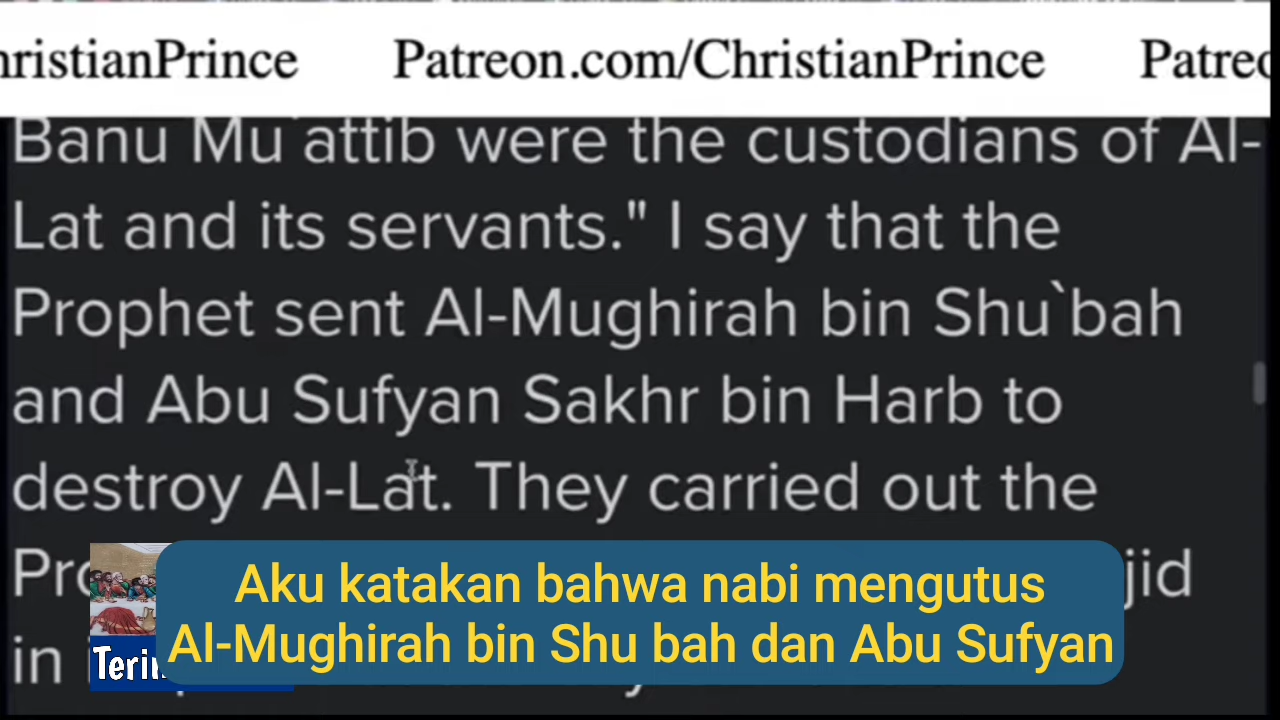 ristianPrince Patreon.com/ChristianPrince Patreo
Banu Mu`attib were the custodians of Al-
Lat and its servants." I say that the
Prophet sent Al-Mughirah bin Shu`bah
and Abu Sufyan Sakhr bin Harb to
destroy Al-Lat. They carried out the
Aku katakan bahwa nabi mengutus
Al-Mughirah bin Shu bah dan Abu Sufyan
in